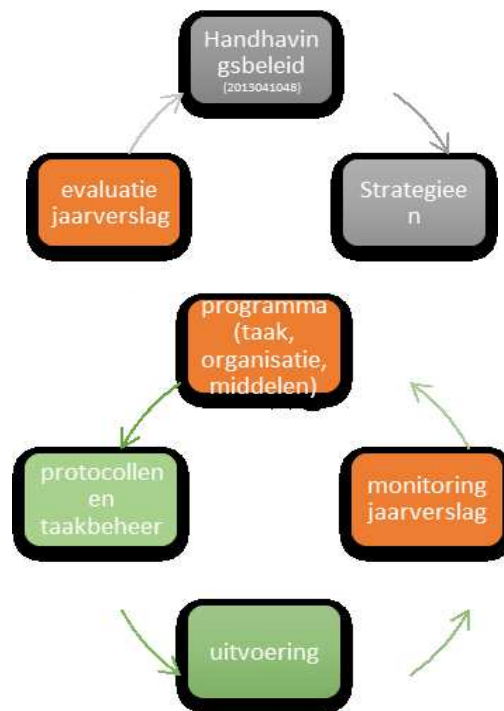 Handhavin
gsbeleid
(2013041048)
evaluatie
jaarverslag
Strategiee
n
programma
(taak,
organisatie,
middelen)
protocollen
en
taakbeheer
monitoring
jaarverslag
uitvoering